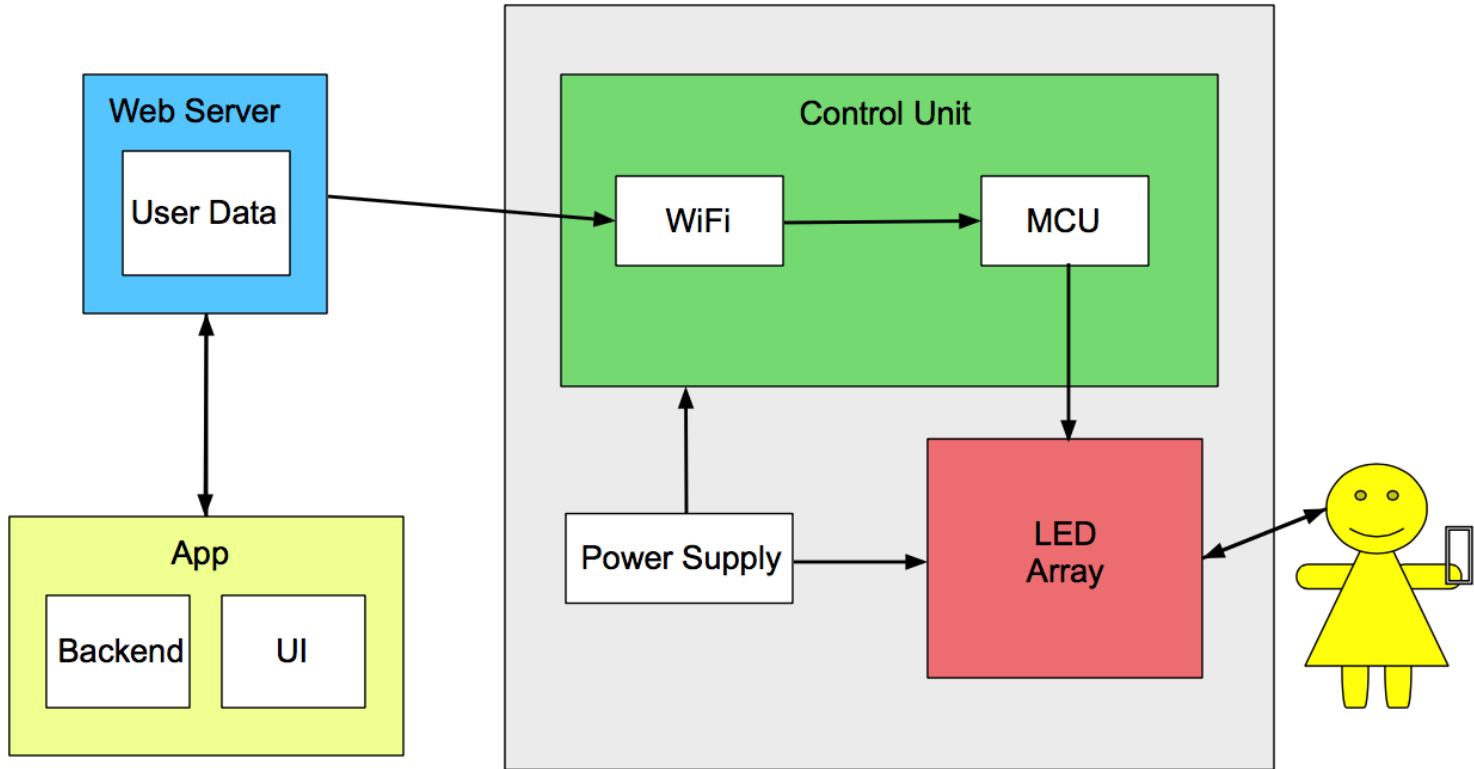 Web Server
User Data
Control Unit
WiFi
MCU
App
Backend
UI
Power Supply
LED
Array